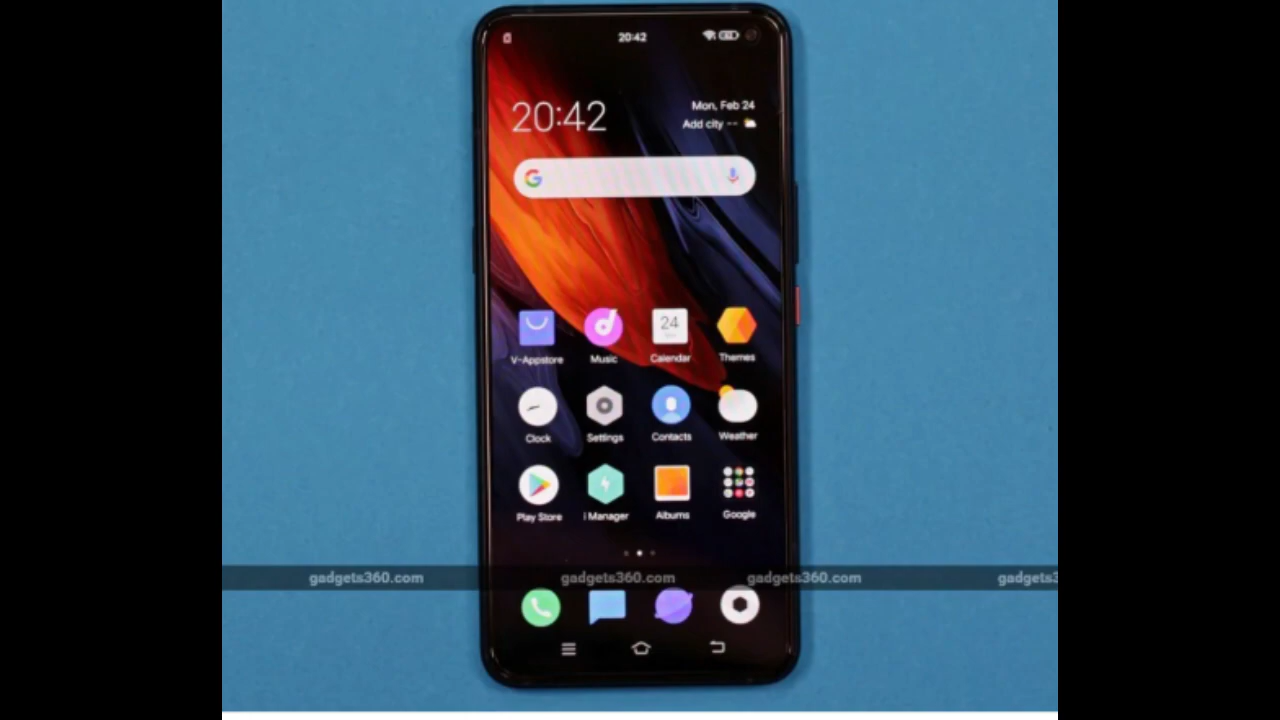 20:42
20:42
Mon, Feb 24
Add city --
G
24
V-Appstore Music Calendar Themes
Clock Settings Contacts Weather
Play Store i Manager Albums Google
gadgets360.com gadgets360.com gadgets360.com gadgets3